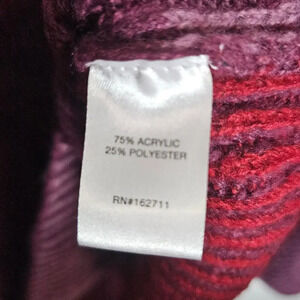 75% ACRYLIC
25% POLYESTER
RN#162711